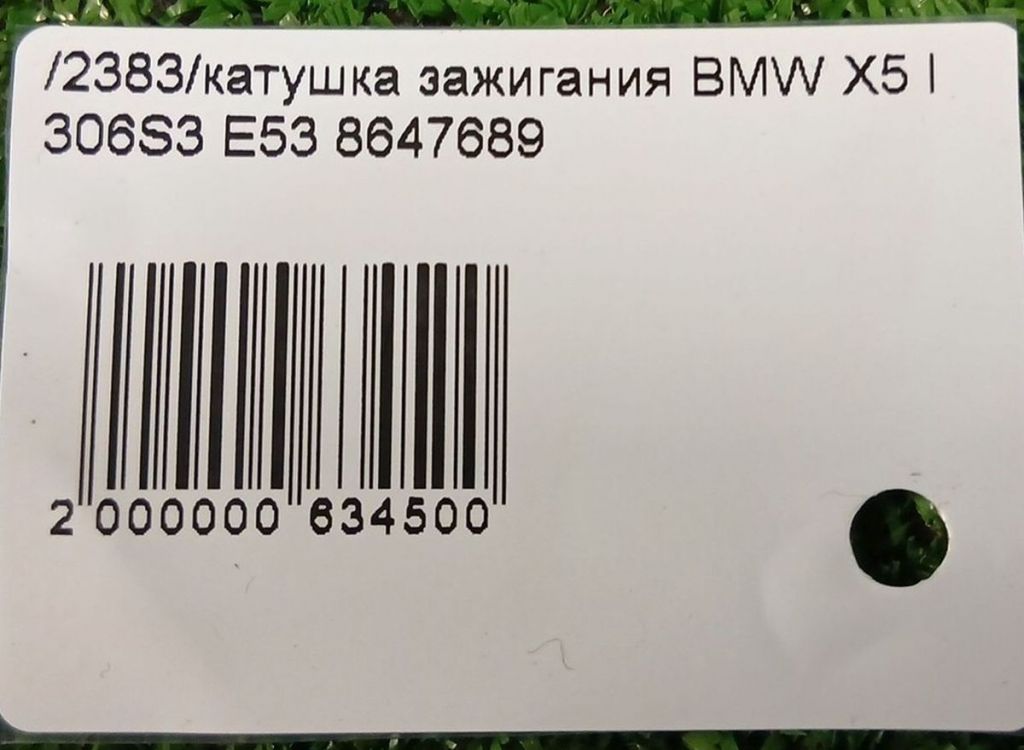 /2383/катушка зажигания BMW X5 I
306S3 E53 8647689
2 000000 634500